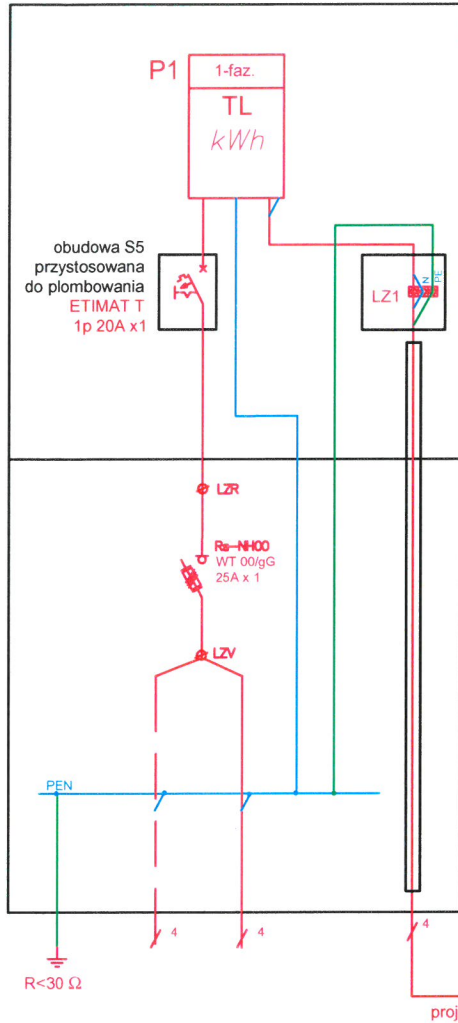 P1
1-faz.
TL
kWh
obudowa S5
przystosowana
do plombowania
ETIMAT T
1p 20A x1
LZ1
N
PE
LZR
Rs-NH00
WT 00/gG
25A x 1
LZV
PEN
4
4
4
R<30 Ω
proj